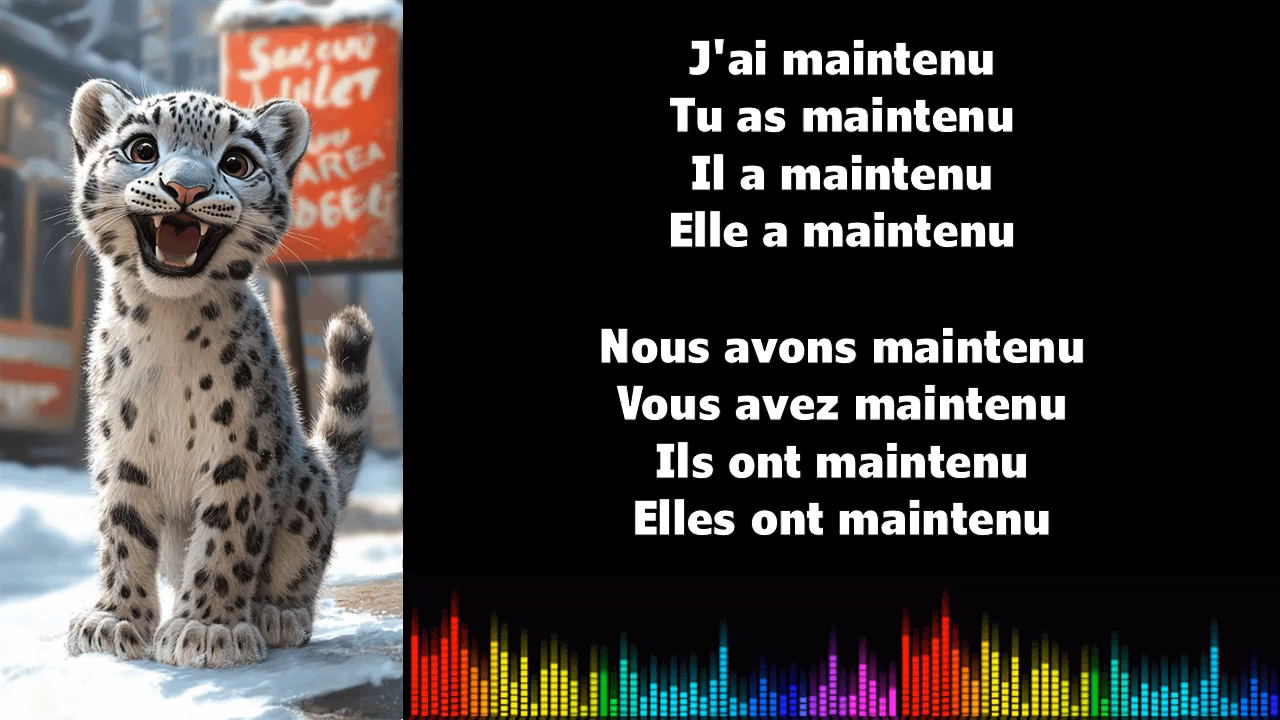 J'ai maintenu
Tu as maintenu
Il a maintenu
Elle a maintenu
Nous avons maintenu
Vous avez maintenu
Ils ont maintenu
Elles ont maintenu